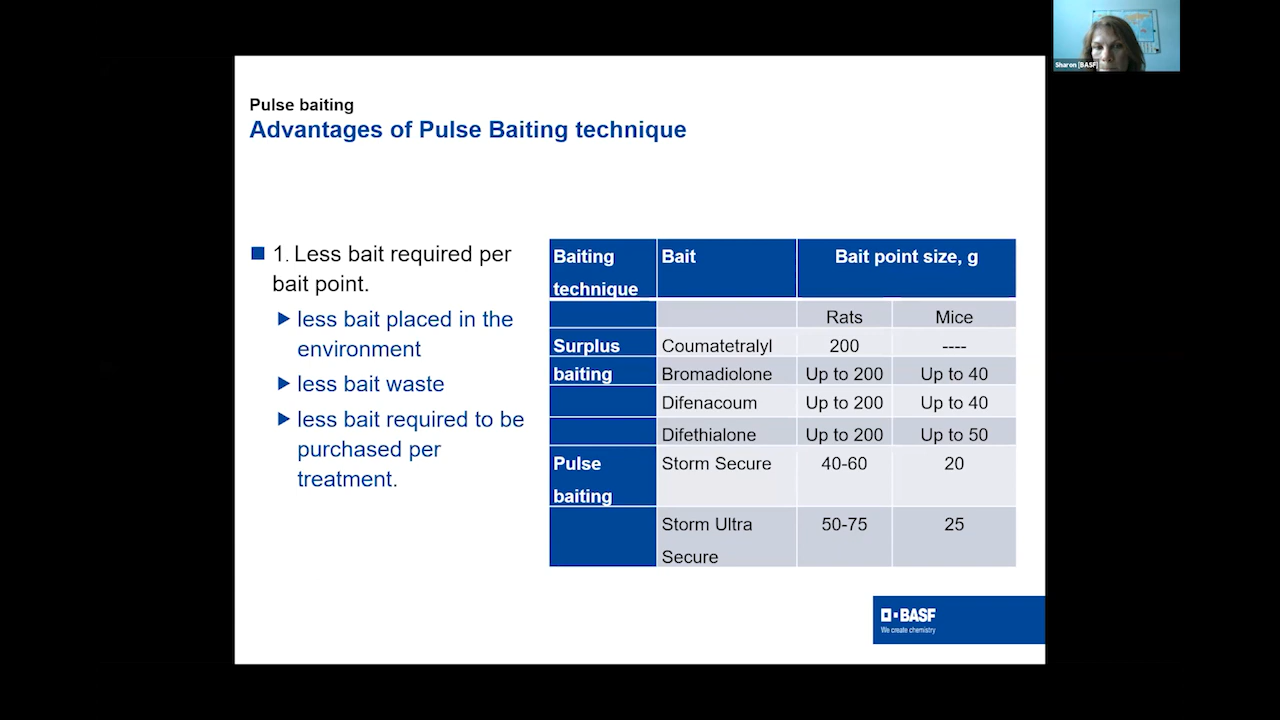 Sharon [BASF]
Pulse baiting
Advantages of Pulse Baiting technique
1. Less bait required per
bait point.
less bait placed in the
environment
less bait waste
less bait required to be
purchased per
treatment.
Baiting technique Bait Bait point size, g
Rats Mice
Surplus Coumatetralyl 200 ----
baiting Bromadiolone Up to 200 Up to 40
Difenacoum Up to 200 Up to 40
Difethialone Up to 200 Up to 50
Pulse baiting Storm Secure 40-60 20
Storm Ultra Secure 50-75 25
BASF
We create chemistry